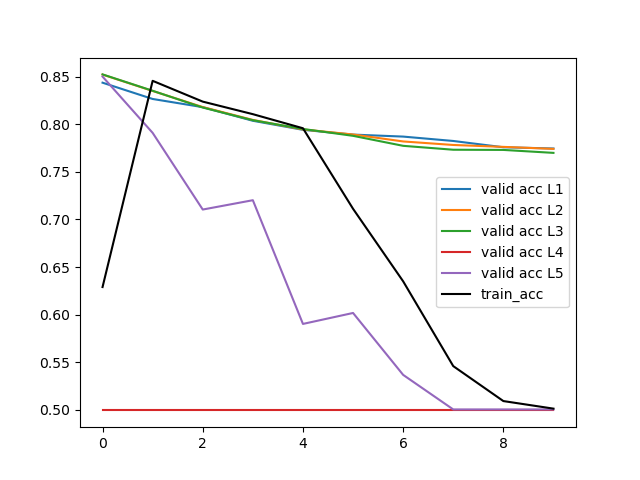 0.85
0.80
0.75
0.70
0.65
0.60
0.55
0.50
0 2 4 6 8
valid acc L1
valid acc L2
valid acc L3
valid acc L4
valid acc L5
train_acc